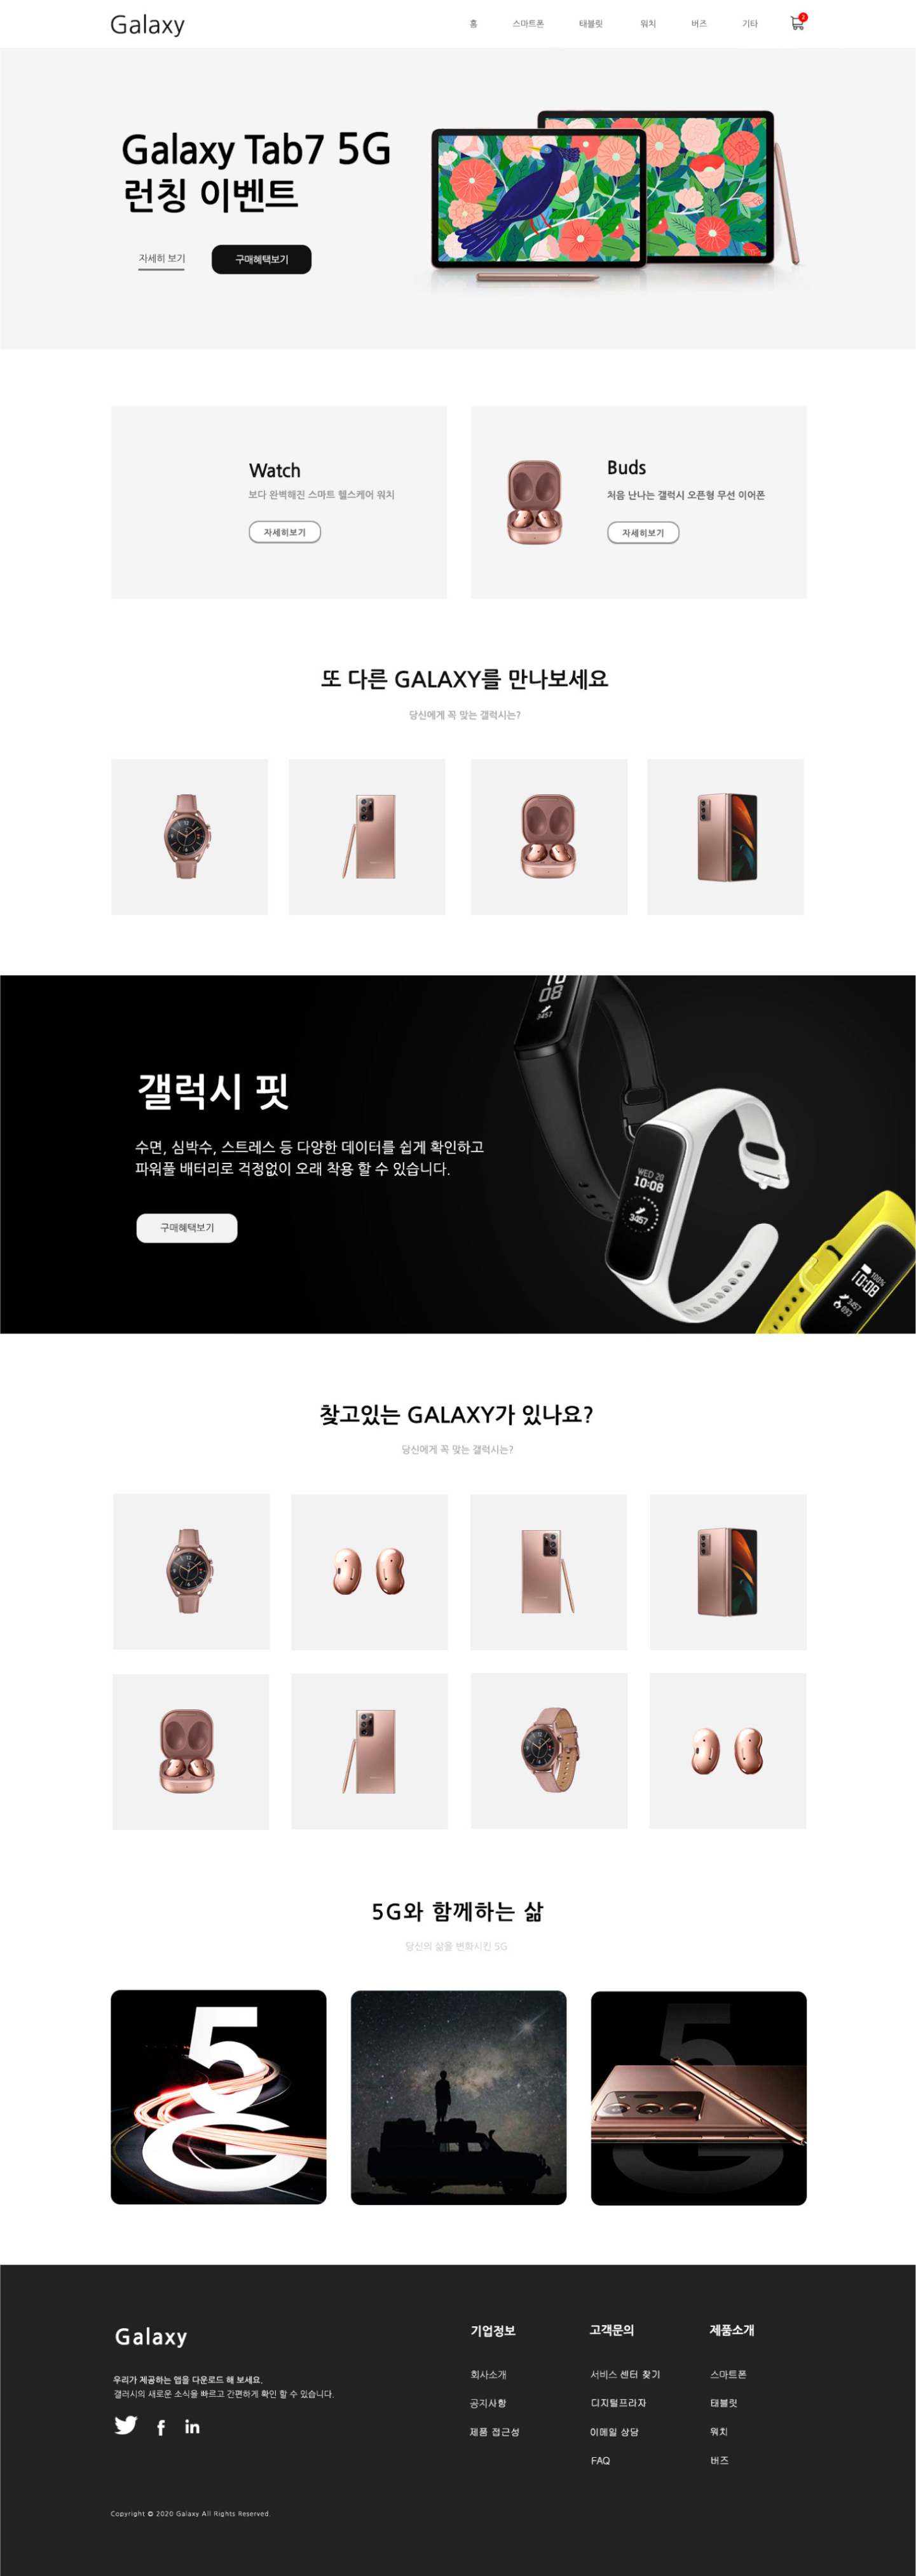 Galaxy
홈 스마트폰 태블릿 워치 버즈 기타
2
Galaxy Tab7 5G
런칭 이벤트
자세히 보기 구매혜택보기
Watch
보다 완벽해진 스마트 헬스케어 워치
자세히보기
Buds
처음 난나는 갤럭시 오픈형 무선 이어폰
자세히보기
또 다른 GALAXY를 만나보세요
당신에게 꼭 맞는 갤럭시는?
갤럭시 핏
수면, 심박수, 스트레스 등 다양한 데이터를 쉽게 확인하고
파워풀 배터리로 걱정없이 오래 착용 할 수 있습니다.
구매혜택보기
10
08
3457
WED 20
10:08
3457
100%
10:08
3457
093
찾고있는 GALAXY가 있나요?
당신에게 꼭 맞는 갤럭시는?
5G와 함께하는 삶
당신의 삶을 변화시킨 5G
5G
5G
Galaxy
우리가 제공하는 앱을 다운로드 해 보세요.
갤러시의 새로운 소식을 빠르고 간편하게 확인 할 수 있습니다.
기업정보
회사소개
공지사항
제품 접근성
고객문의
서비스 센터 찾기
디지털프라자
이메일 상담
FAQ
제품소개
스마트폰
태블릿
워치
버즈
Copyright © 2020 Galaxy All Rights Reserved.